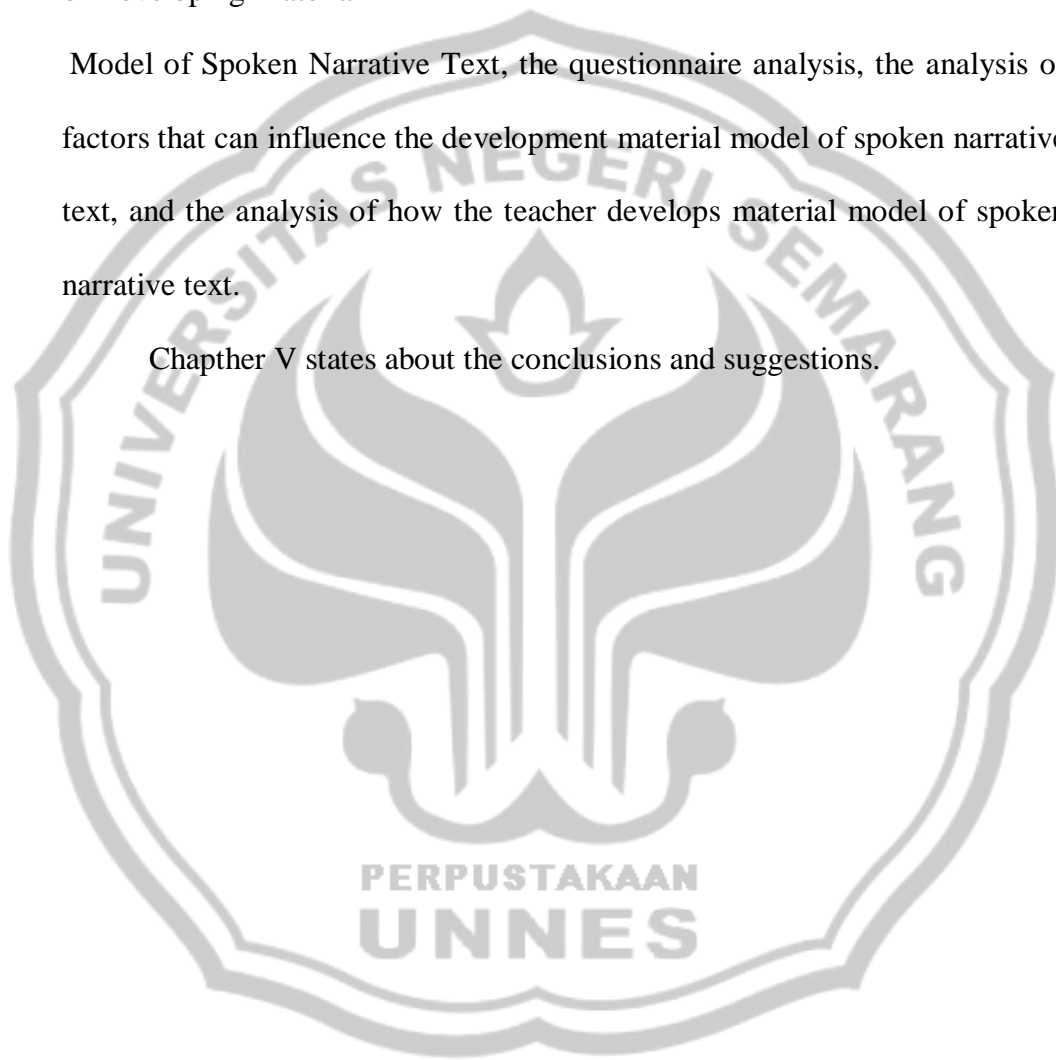 Model of Spoken Narrative Text, the questionnaire analysis, the analysis o
factors that can influence the development material model of spoken narrative
text, and the analysis of how the teacher develops material model of spoken
narrative text.
Chapther V states about the conclusions and suggestions.
UNIVERSITAS NEGERI SEMARANG
PERPUSTAKAAN
UNNES